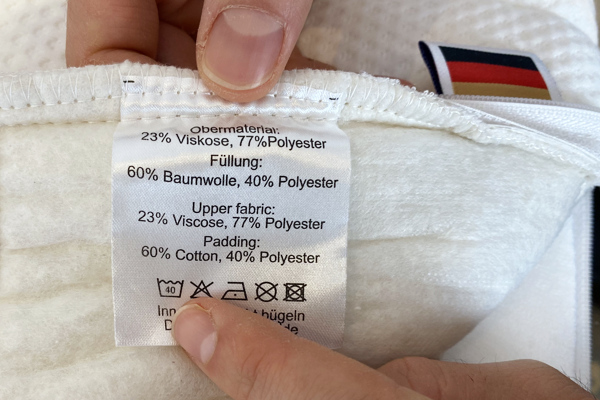 Obermaterial:
23% Viskose, 77%Polyester
Füllung:
60% Baumwolle, 40% Polyester
Upper fabric:
23% Viscose, 77% Polyester
Padding:
60% Cotton, 40% Polyester
40
bügeln